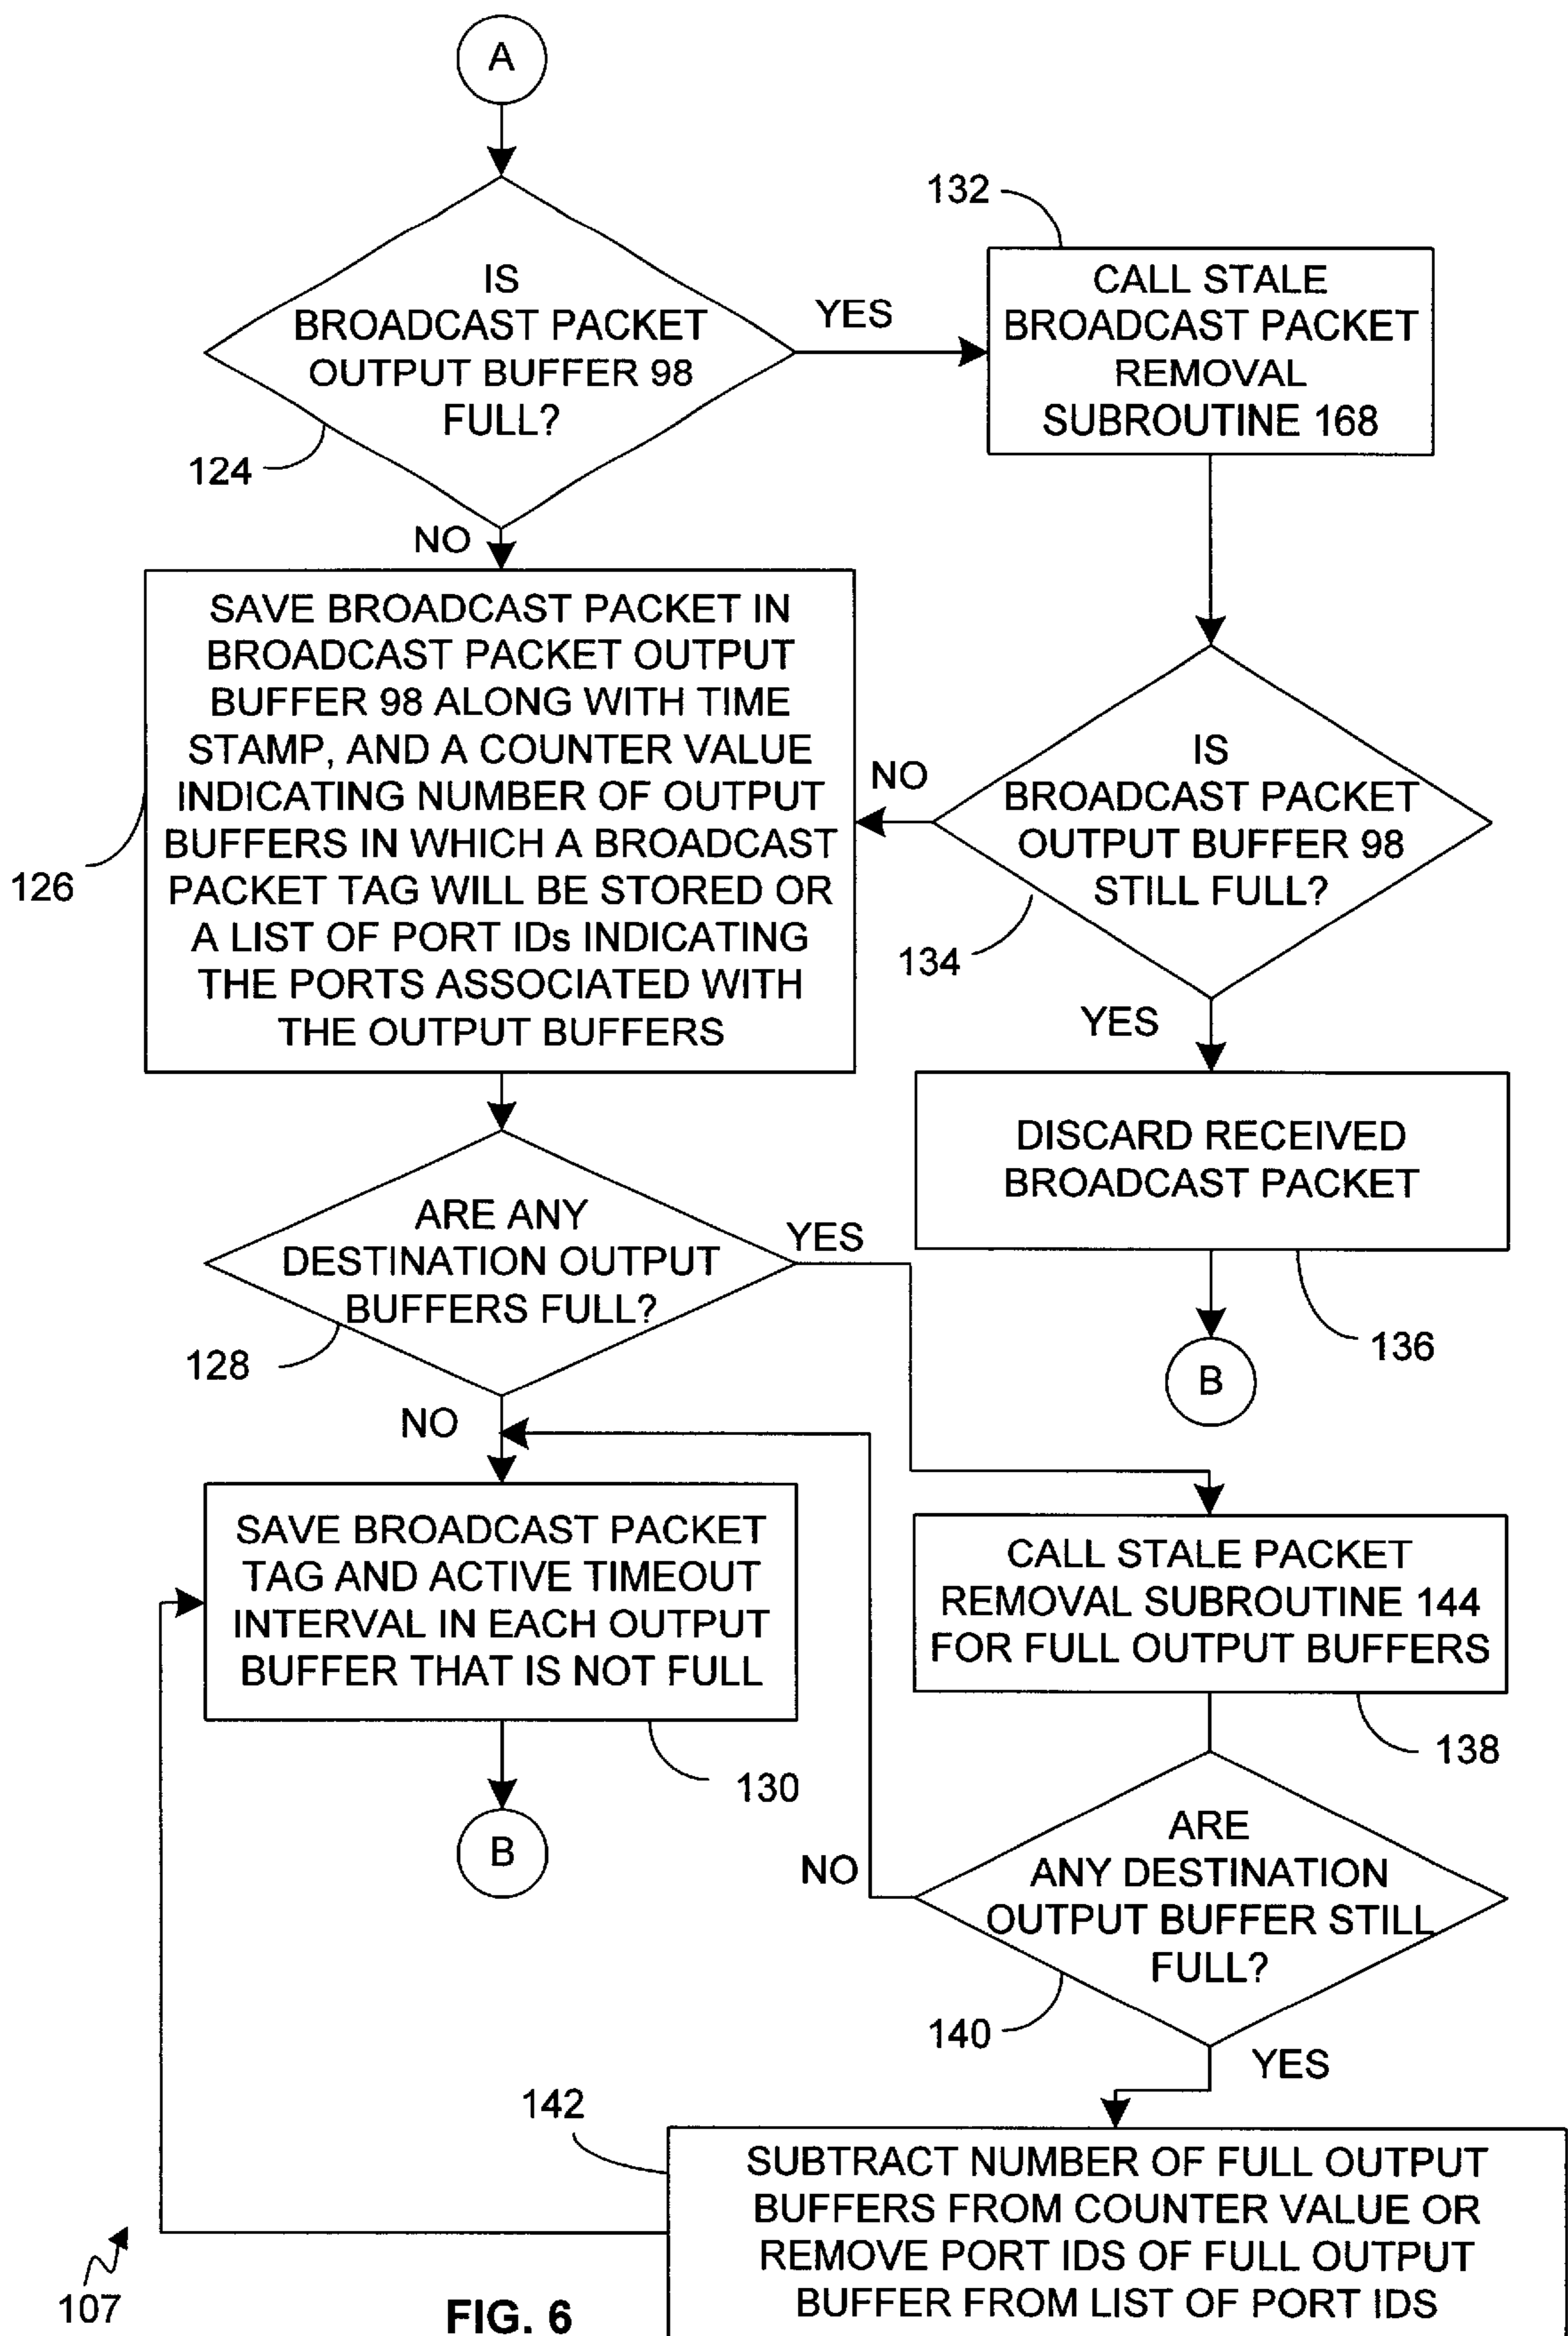 A
132
IS
BROADCAST PACKET
OUTPUT BUFFER 98
FULL?
124
YES
CALL STALE
BROADCAST PACKET
REMOVAL
SUBROUTINE 168
NO
SAVE BROADCAST PACKET IN
BROADCAST PACKET OUTPUT
BUFFER 98 ALONG WITH TIME
STAMP, AND A COUNTER VALUE
INDICATING NUMBER OF OUTPUT
BUFFERS IN WHICH A BROADCAST
PACKET TAG WILL BE STORED OR
A LIST OF PORT IDs INDICATING
THE PORTS ASSOCIATED WITH
THE OUTPUT BUFFERS
126
NO
IS
BROADCAST PACKET
OUTPUT BUFFER 98
STILL FULL?
134
YES
DISCARD RECEIVED
BROADCAST PACKET
136
B
ARE ANY
DESTINATION OUTPUT
BUFFERS FULL?
128
YES
NO
SAVE BROADCAST PACKET
TAG AND ACTIVE TIMEOUT
INTERVAL IN EACH OUTPUT
BUFFER THAT IS NOT FULL
130
B
CALL STALE PACKET
REMOVAL SUBROUTINE 144
FOR FULL OUTPUT BUFFERS
138
NO
ARE
ANY DESTINATION
OUTPUT BUFFER STILL
FULL?
140
YES
142
SUBTRACT NUMBER OF FULL OUTPUT
BUFFERS FROM COUNTER VALUE OR
REMOVE PORT IDS OF FULL OUTPUT
BUFFER FROM LIST OF PORT IDS
107
FIG. 6